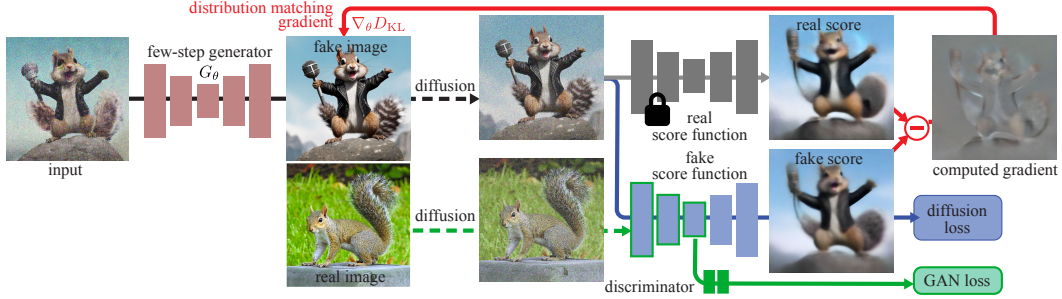 distribution matching
gradient
∇θ DKL
few-step generator
Gθ
input
fake image
diffusion
real image
diffusion
real
score function
fake
score function
discriminator
real score
fake score
computed gradient
diffusion
loss
GAN loss